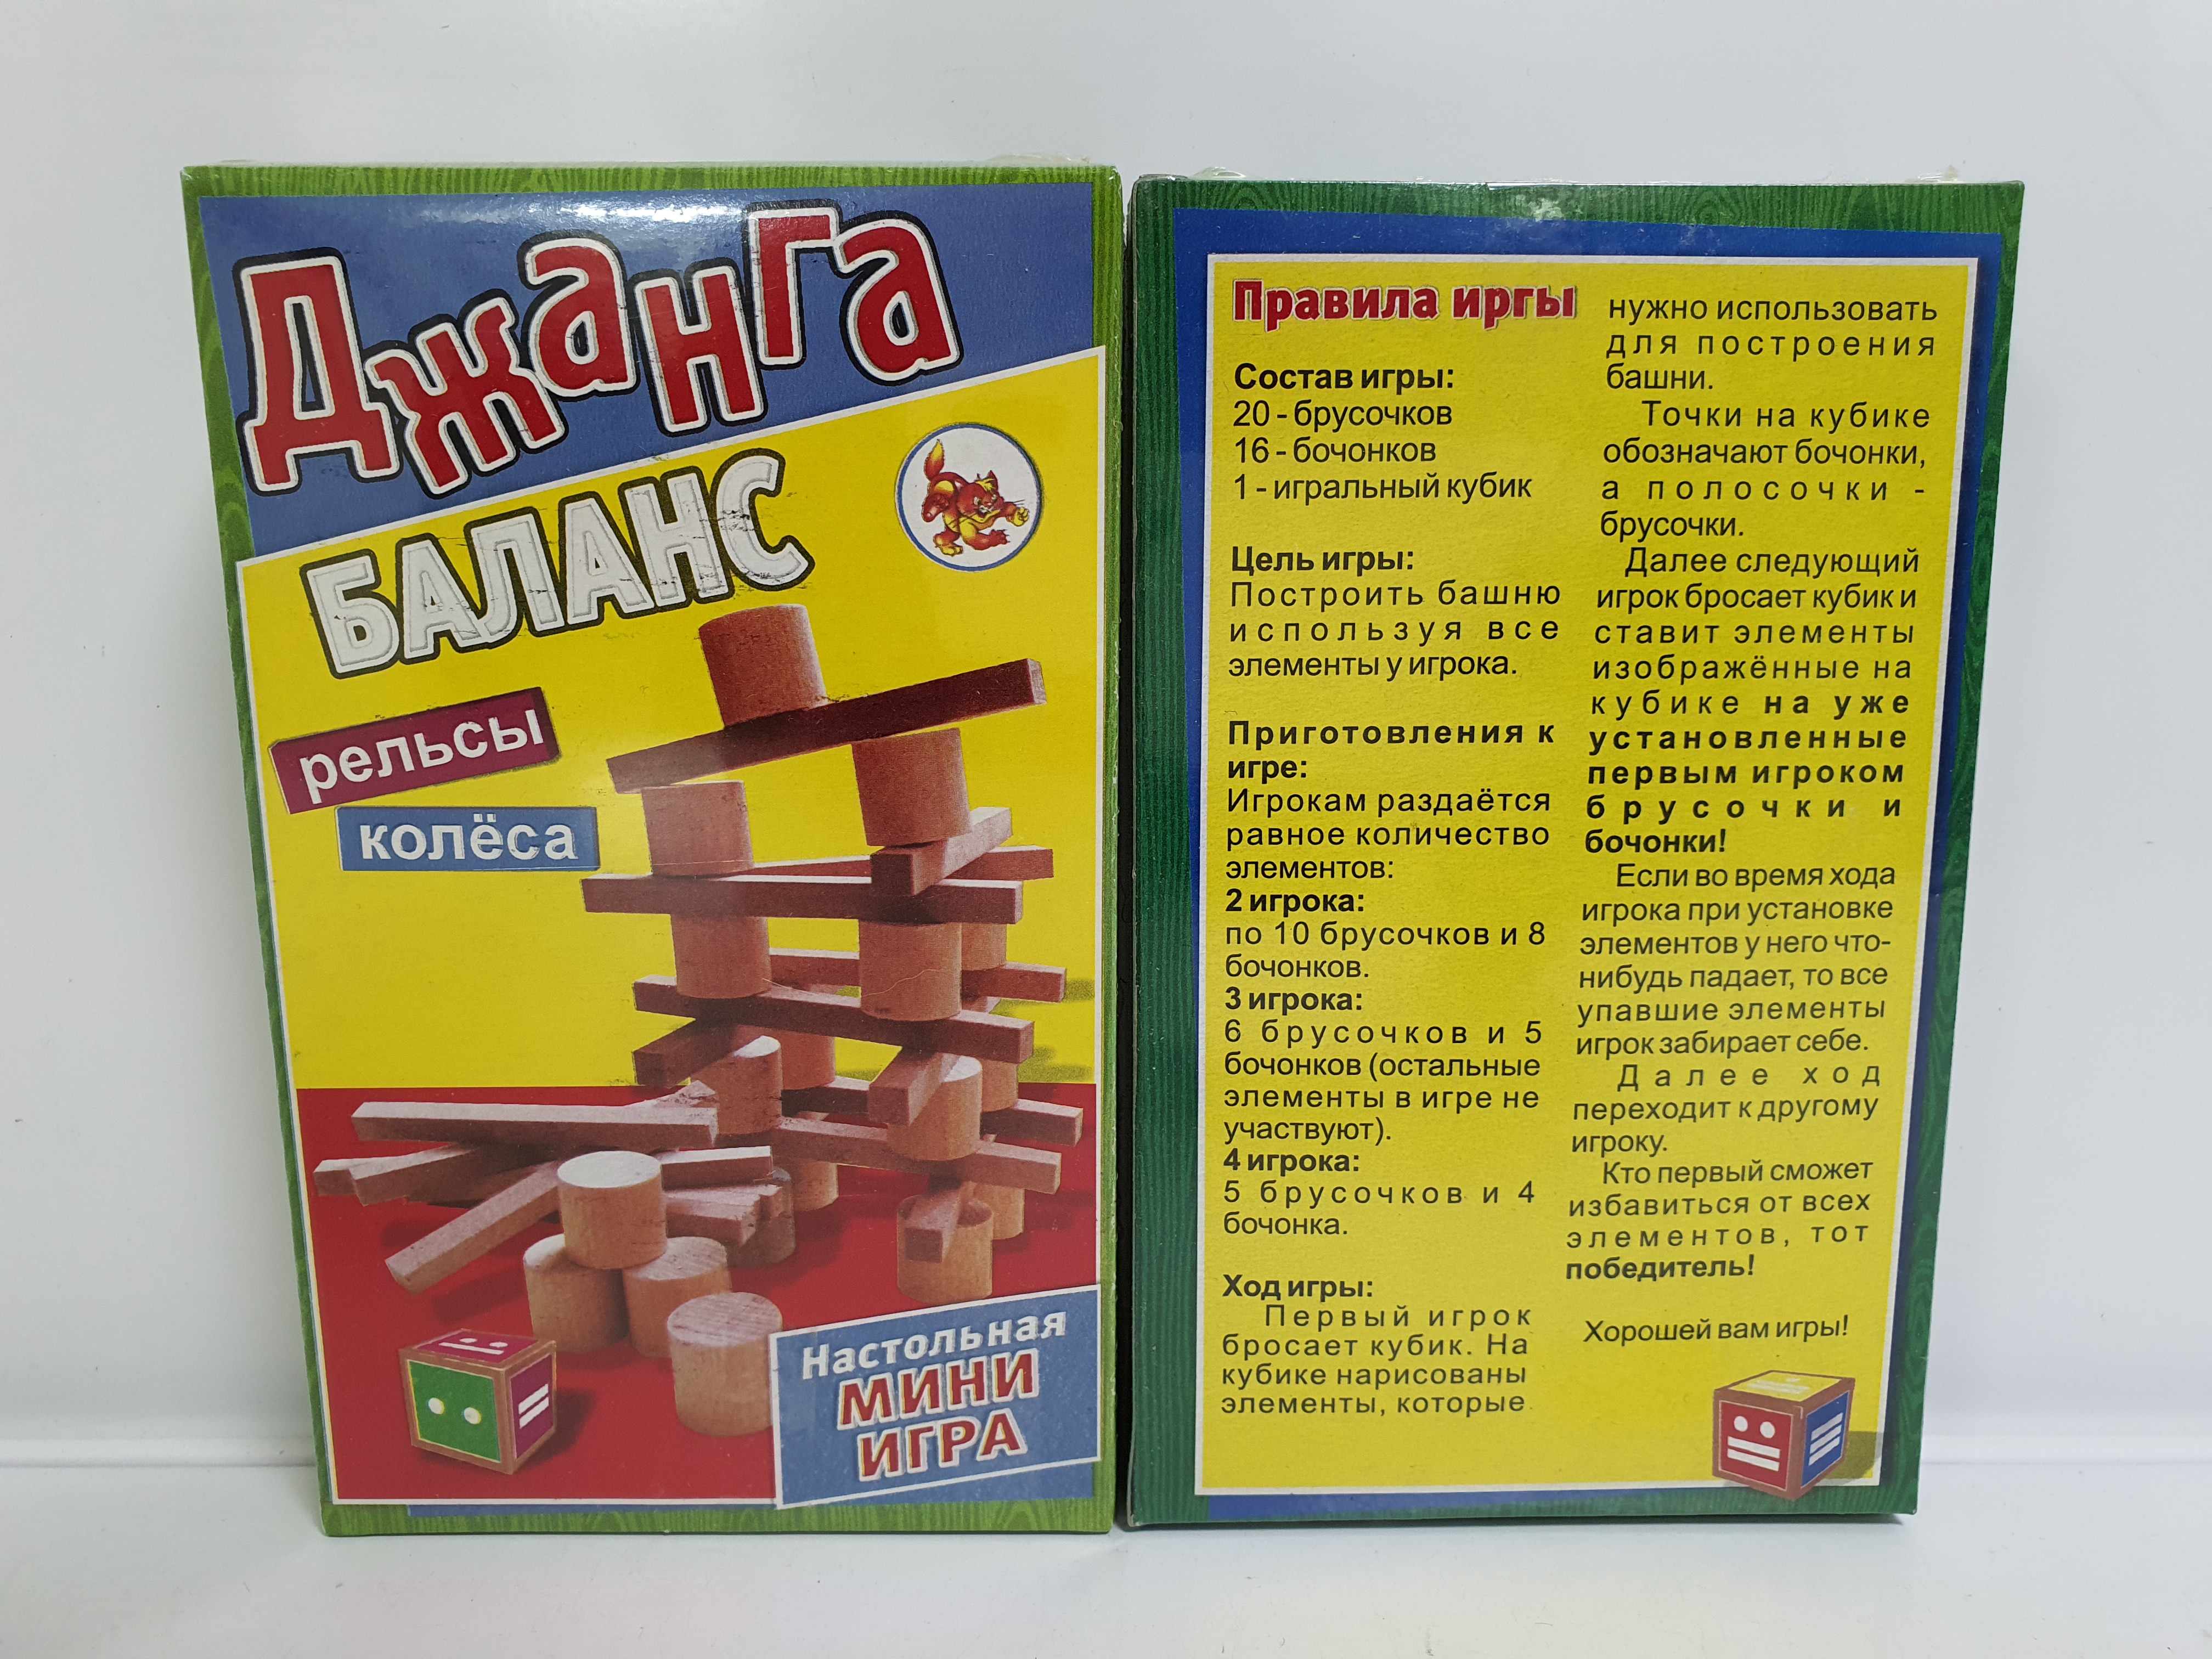 Джанга
БАЛАНС
рельсы
колёса
Настольная
МИНИ
ИГРА
Правила иргы
Состав игры:
20 - брусочков
16 - бочонков
1 - игральный кубик
Цель игры:
Построить башню
используя все
элементы у игрока.
Приготовления к
игре:
Игрокам раздаётся
равное количество
элементов:
2 игрока:
по 10 брусочков и 8
бочонков.
3 игрока:
6 брусочков и 5
бочонков (остальные
элементы в игре не
участвуют).
4 игрока:
5 брусочков и 4
бочонка.
Ход игры:
Первый игрок
бросает кубик. На
кубике нарисованы
элементы, которые
нужно использовать
для построения
башни.
Точки на кубике
обозначают бочонки,
а полосочки -
брусочки.
Далее следующий
игрок бросает кубик и
ставит элементы
изображённые на
кубике на уже
установленные
первым игроком
брусочки и
бочонки!
Если во время хода
игрока при установке
элементов у него что-
нибудь падает, то все
упавшие элементы
игрок забирает себе.
Далее ход
переходит к другому
игроку.
Кто первый сможет
избавиться от всех
элементов, тот
победитель!
Хорошей вам игры!